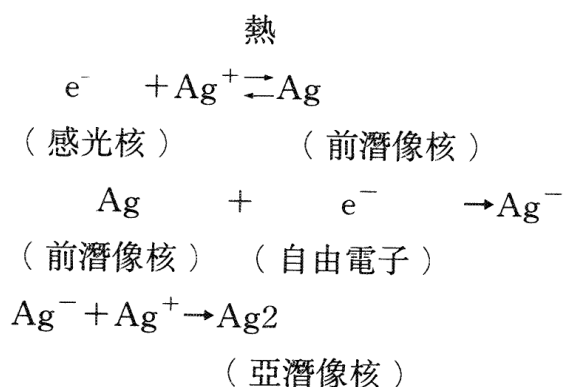 熱
e⁻ +Ag⁺⇄Ag
（感光核） （前潛像核）
Ag + e⁻ →Ag⁻
（前潛像核） （自由電子）
Ag⁻+Ag⁺→Ag2
（亞潛像核）